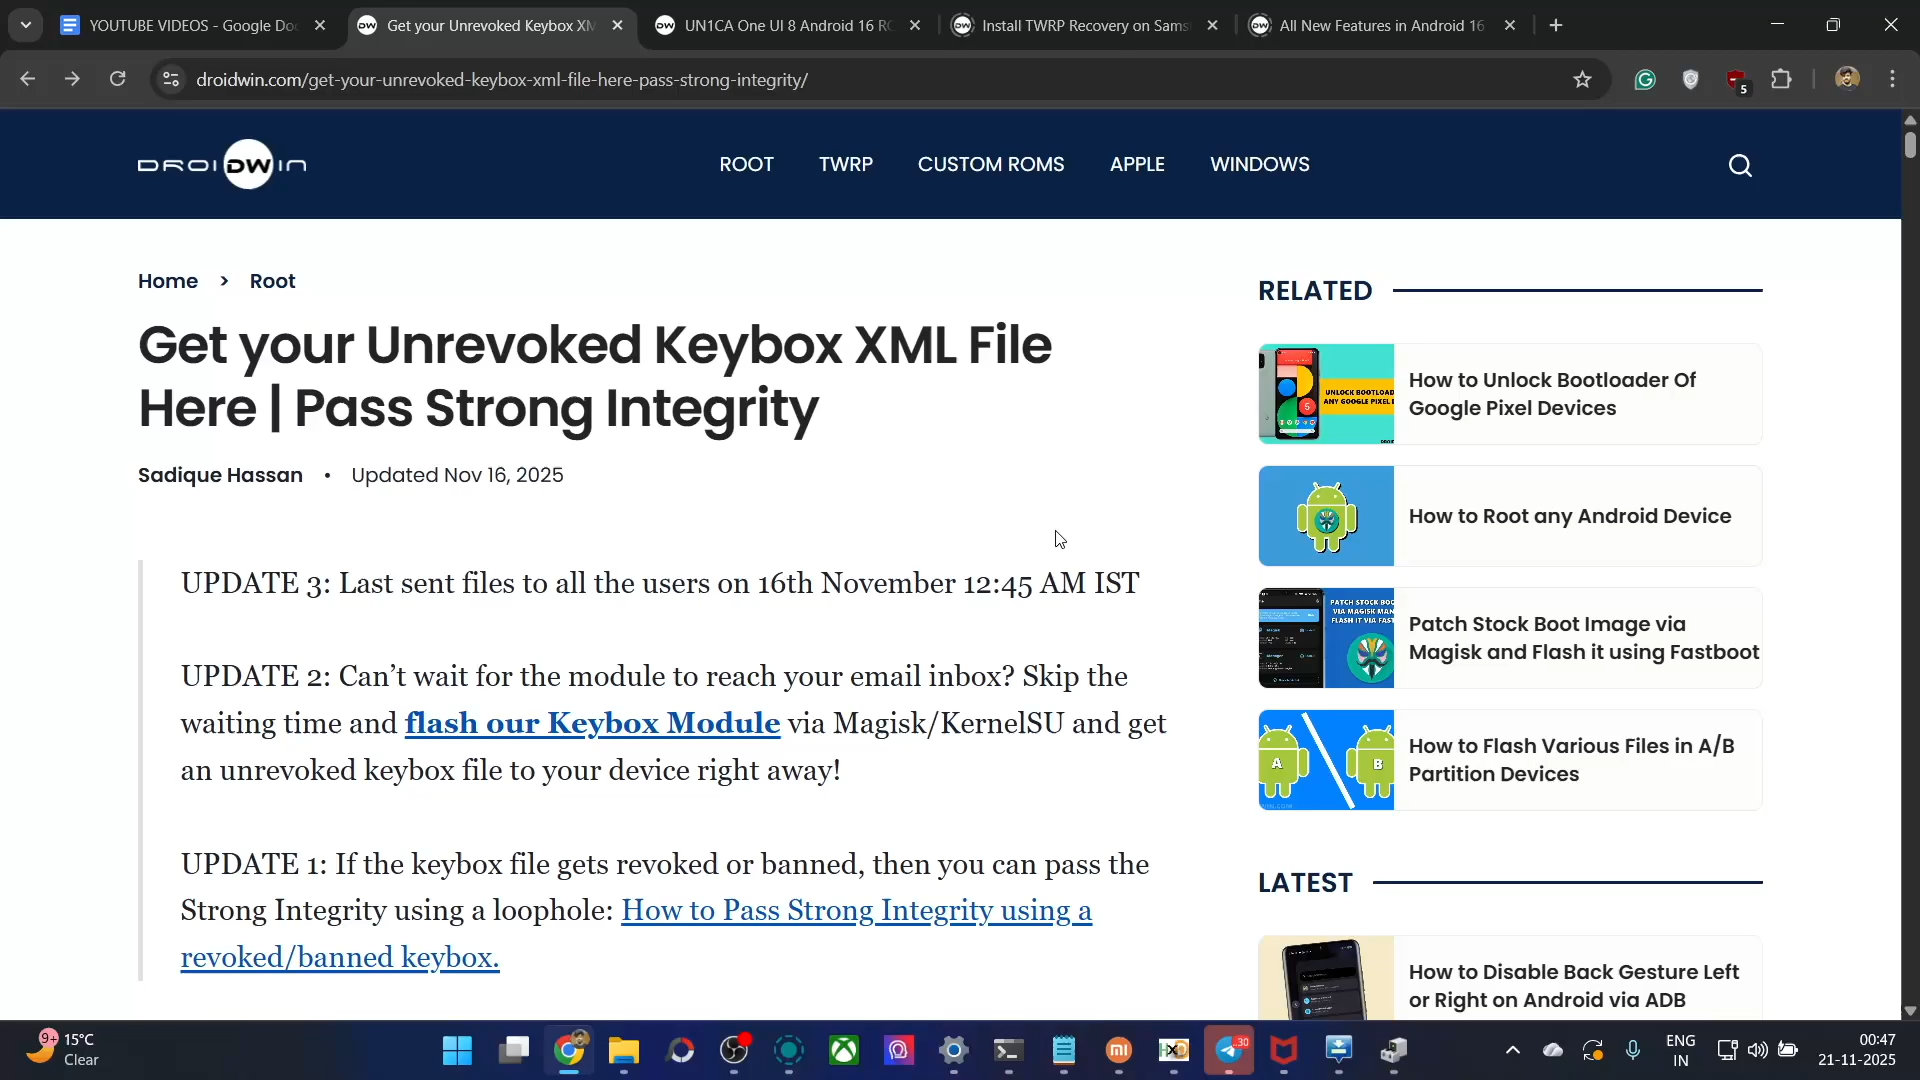 YOUTUBE VIDEOS - Google Do
Get your Unrevoked Keybox XM
UN1CA One UI 8 Android 16 RO
Install TWRP Recovery on Sams
All New Features in Android 16
droidwin.com/get-your-unrevoked-keybox-xml-file-here-pass-strong-integrity/
5
DROIDWIN
ROOT
TWRP
CUSTOM ROMS
APPLE
WINDOWS
Home > Root
Get your Unrevoked Keybox XML File
Here | Pass Strong Integrity
Sadique Hassan • Updated Nov 16, 2025
UPDATE 3: Last sent files to all the users on 16th November 12:45 AM IST
UPDATE 2: Can’t wait for the module to reach your email inbox? Skip the
waiting time and flash our Keybox Module via Magisk/KernelSU and get
an unrevoked keybox file to your device right away!
UPDATE 1: If the keybox file gets revoked or banned, then you can pass the
Strong Integrity using a loophole: How to Pass Strong Integrity using a
revoked/banned keybox.
RELATED
UNLOCK BOOTLOAD
ANY GOOGLE PIXEL
How to Unlock Bootloader Of
Google Pixel Devices
How to Root any Android Device
PATCH STOCK BOO
VIA MAGISK MAN
FLASH IT VIA FAST
Patch Stock Boot Image via
Magisk and Flash it using Fastboot
A
B
How to Flash Various Files in A/B
Partition Devices
LATEST
How to Disable Back Gesture Left
or Right on Android via ADB
9+
15°C
Clear
.30
ENG
IN
00:47
21-11-2025